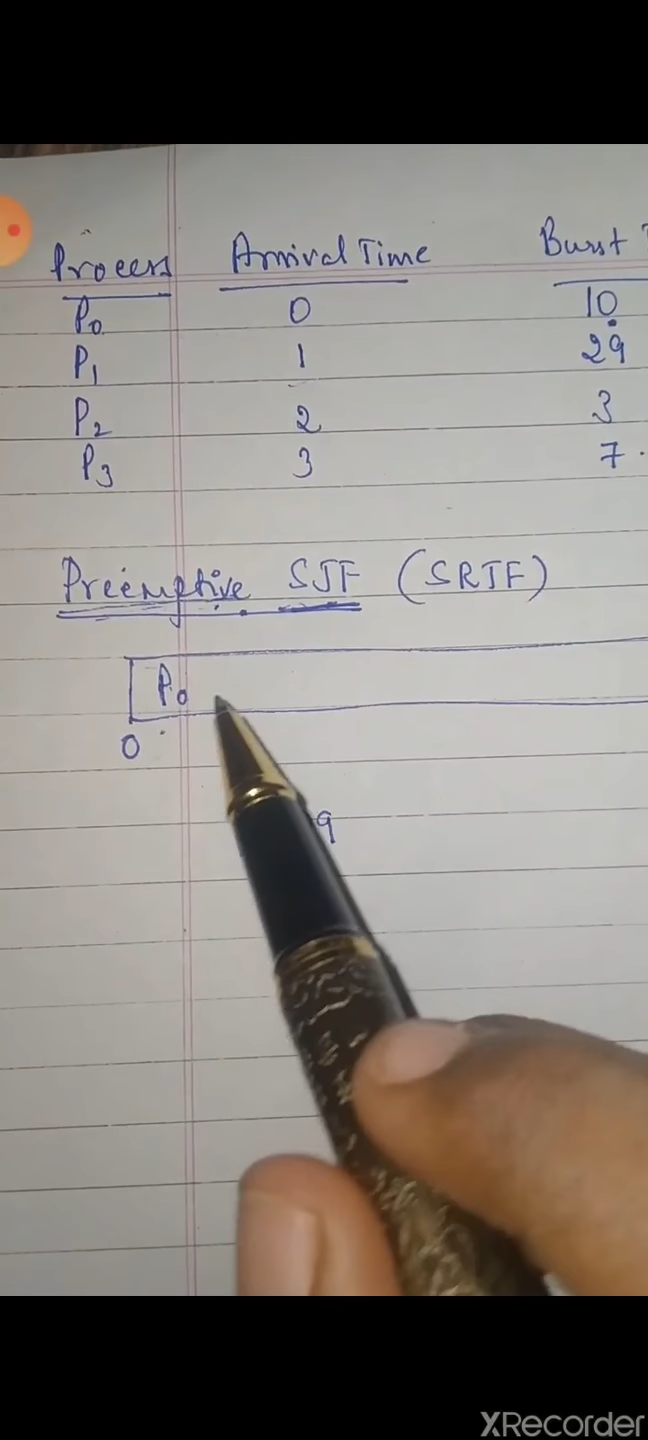 Process Arrival Time Burst
P0 0 10
P1 1 29
P2 2 3
P3 3 7
Preemptive SJF (SRTF)
P0
0
9
XRecorder